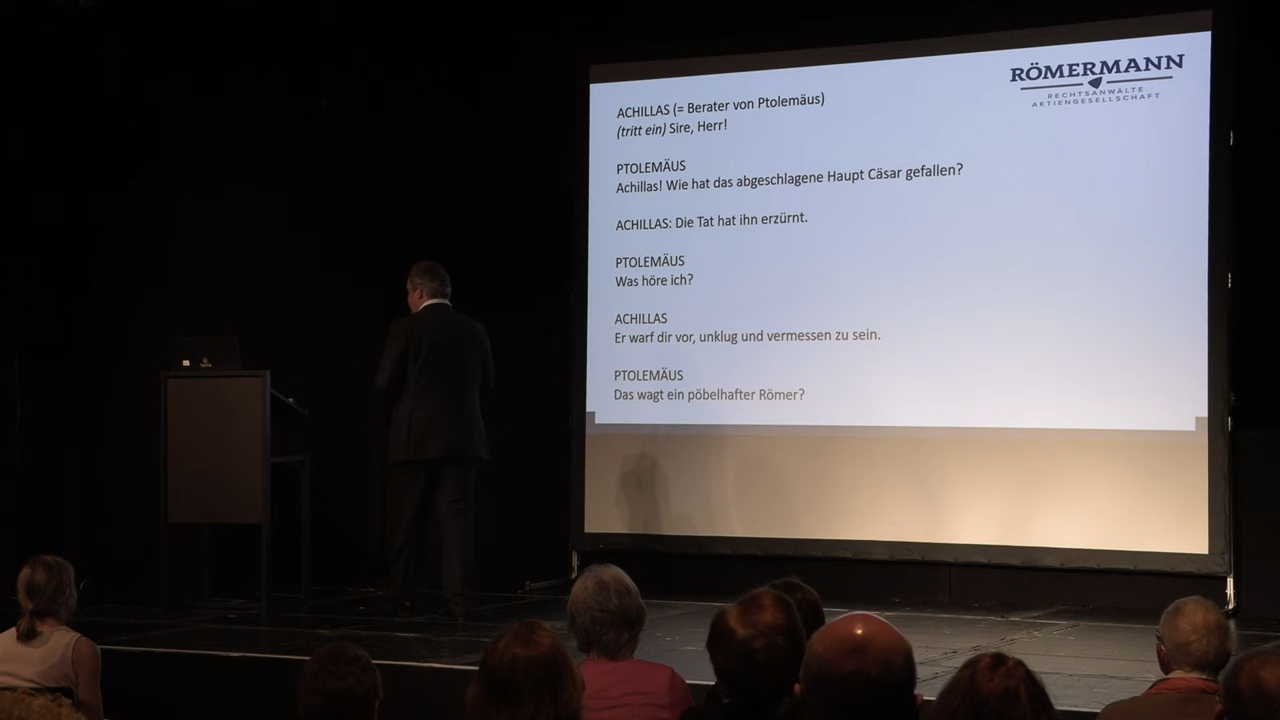 RÖMERMANN
RECHTSANWÄLTE
AKTIENGESELLSCHAFT
ACHILLAS (= Berater von Ptolemäus)
(tritt ein) Sire, Herr!
PTOLEMÄUS
Achillas! Wie hat das abgeschlagene Haupt Cäsar gefallen?
ACHILLAS: Die Tat hat ihn erzürnt.
PTOLEMÄUS
Was höre ich?
ACHILLAS
Er warf dir vor, unklug und vermessen zu sein.
PTOLEMÄUS
Das wagt ein pöbelhafter Römer?